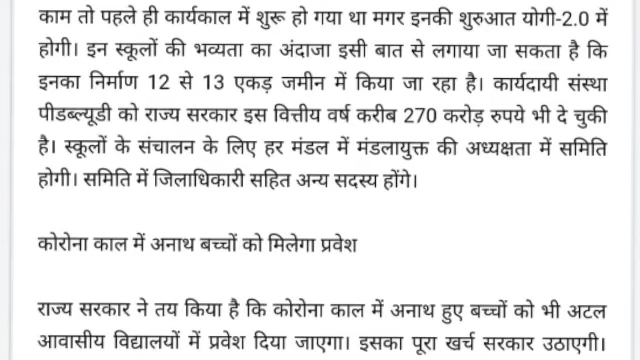 काम तो पहले ही कार्यकाल में शुरू हो गया था मगर इनकी शुरुआत योगी-2.0 में
होगी। इन स्कूलों की भव्यता का अंदाजा इसी बात से लगाया जा सकता है कि
इनका निर्माण 12 से 13 एकड़ जमीन में किया जा रहा है। कार्यदायी संस्था
पीडब्ल्यूडी को राज्य सरकार इस वित्तीय वर्ष करीब 270 करोड़ रुपये भी दे चुकी
है। स्कूलों के संचालन के लिए हर मंडल में मंडलायुक्त की अध्यक्षता में समिति
होगी। समिति में जिलाधिकारी सहित अन्य सदस्य होंगे।
कोरोना काल में अनाथ बच्चों को मिलेगा प्रवेश
राज्य सरकार ने तय किया है कि कोरोना काल में अनाथ हुए बच्चों को भी अटल
आवासीय विद्यालयों में प्रवेश दिया जाएगा। इसका पूरा खर्च सरकार उठाएगी।